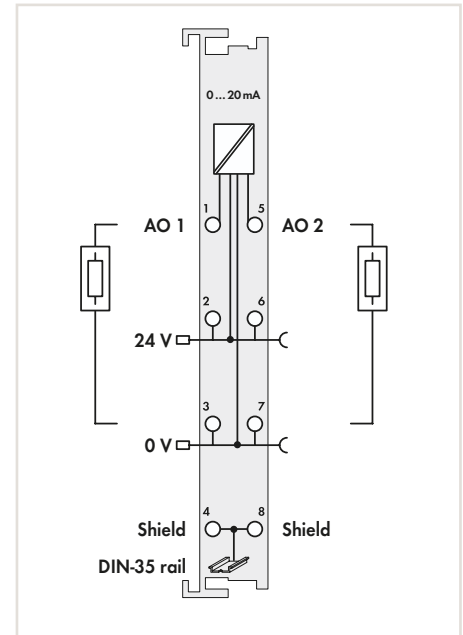 0 ... 20 mA
1 5
AO 1 AO 2
2 6
24 V
3 7
0 V
4 8
Shield Shield
DIN-35 rail